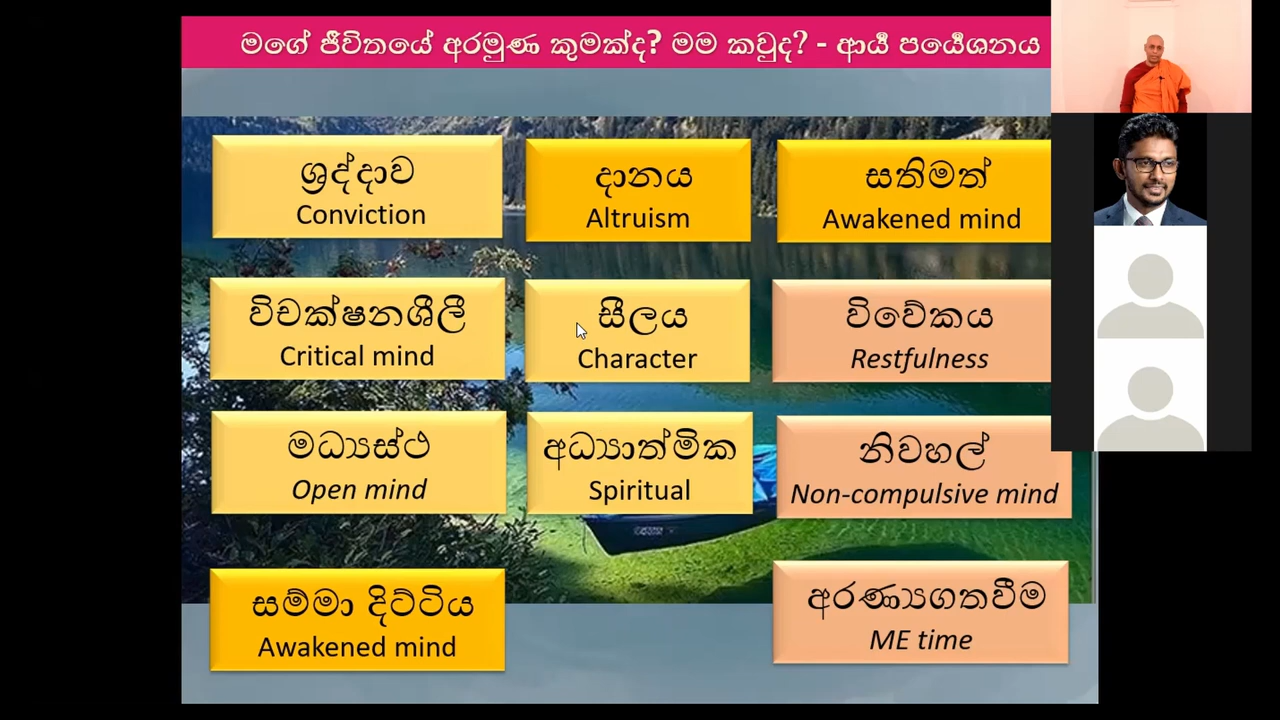 මගේ ජීවිතයේ අරමුණ කුමක්ද? මම කවුද? - ආර්‍ය පර්‍යේශනය
ශ්‍රද්දාව
Conviction
දානය
Altruism
සතිමත්
Awakened mind
විචක්ෂනශීලී
Critical mind
සීලය
Character
විවේකය
Restfulness
මධ්‍යස්ථ
Open mind
අධ්‍යාත්මික
Spiritual
නිවහල්
Non-compulsive mind
සම්මා දිට්ටිය
Awakened mind
අරණ්‍යගතවීම
ME time